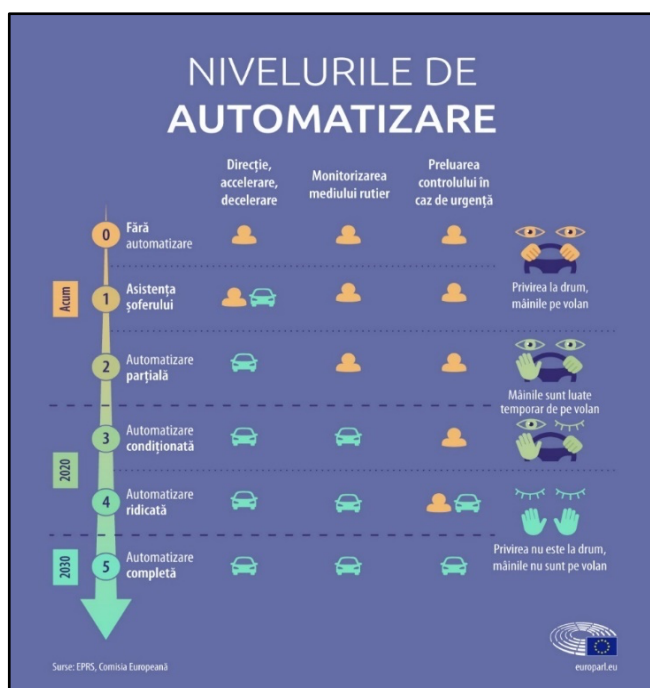 NIVELURILE DE
AUTOMATIZARE
Direcție,
accelerare,
decelerare
Monitorizarea
mediului rutier
Preluarea
controlului în
caz de urgență
Acum
0
Fără
automatizare
Privirea la drum,
mâinile pe volan
1
Asistența
șoferului
2
Automatizare
parțială
Mâinile sunt luate
temporar de pe volan
2020
3
Automatizare
condiționată
4
Automatizare
ridicată
Privirea nu este la drum,
mâinile nu sunt pe volan
2030
5
Automatizare
completă
Surse: EPRS, Comisia Europeană
europarl.eu